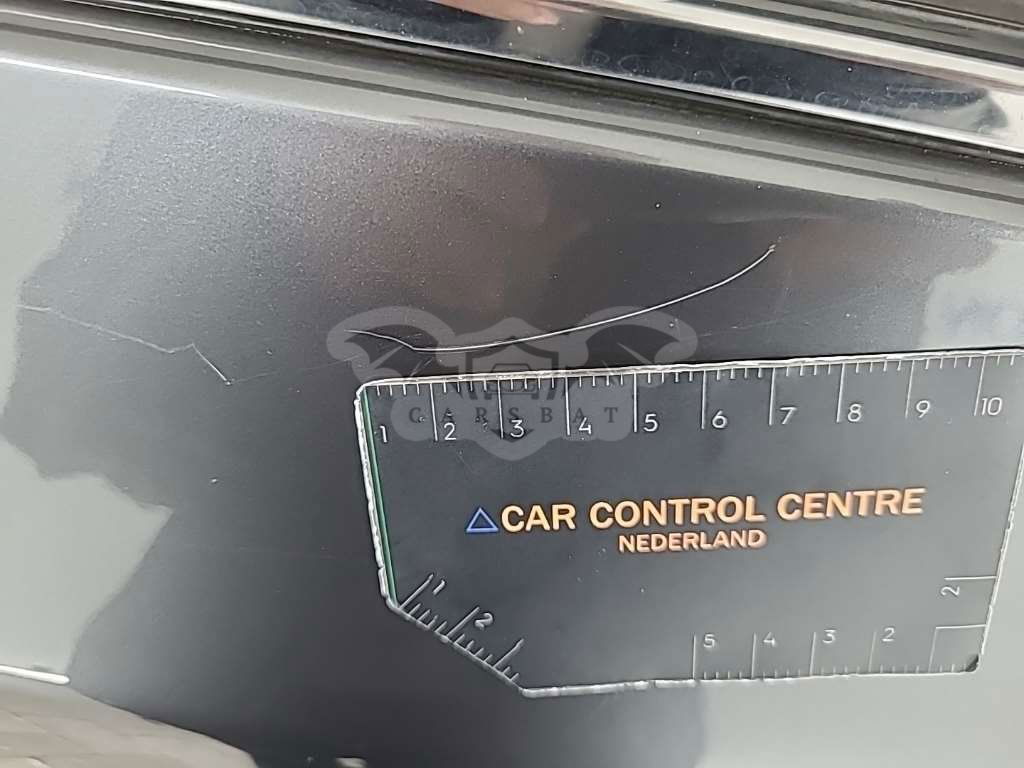 CARSBAT
1 2 3 4 5 6 7 8 9 10
CAR CONTROL CENTRE
NEDERLAND
1 2
5 4 3 2
2